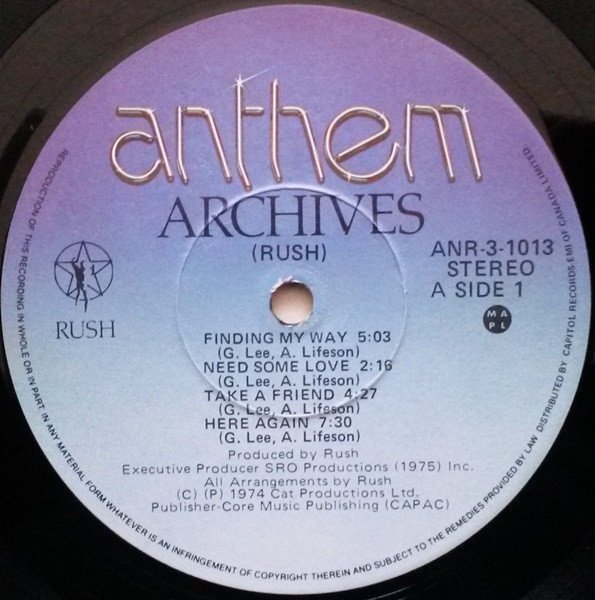 anthem
ARCHIVES
(RUSH)
RUSH
ANR-3-1013
STEREO
A SIDE 1
M A
P L
FINDING MY WAY 5:03
(G. Lee, A. Lifeson)
NEED SOME LOVE 2:16
(G. Lee, A. Lifeson)
TAKE A FRIEND 4:27
(G. Lee, A. Lifeson)
HERE AGAIN 7:30
(G. Lee, A. Lifeson)
Produced by Rush
Executive Producer SRO Productions (1975) Inc.
All Arrangements by Rush
(C) (P) 1974 Cat Productions Ltd.
Publisher-Core Music Publishing (CAPAC)
REPRODUCTION OF THIS RECORDING IN WHOLE OR IN PART IN ANY MATERIAL FORM WHATEVER IS AN INFRINGEMENT OF COPYRIGHT THEREIN AND SUBJECT TO THE REMEDIES PROVIDED BY LAW DISTRIBUTED BY CAPITOL RECORDS-EMI OF CANADA LIMITED